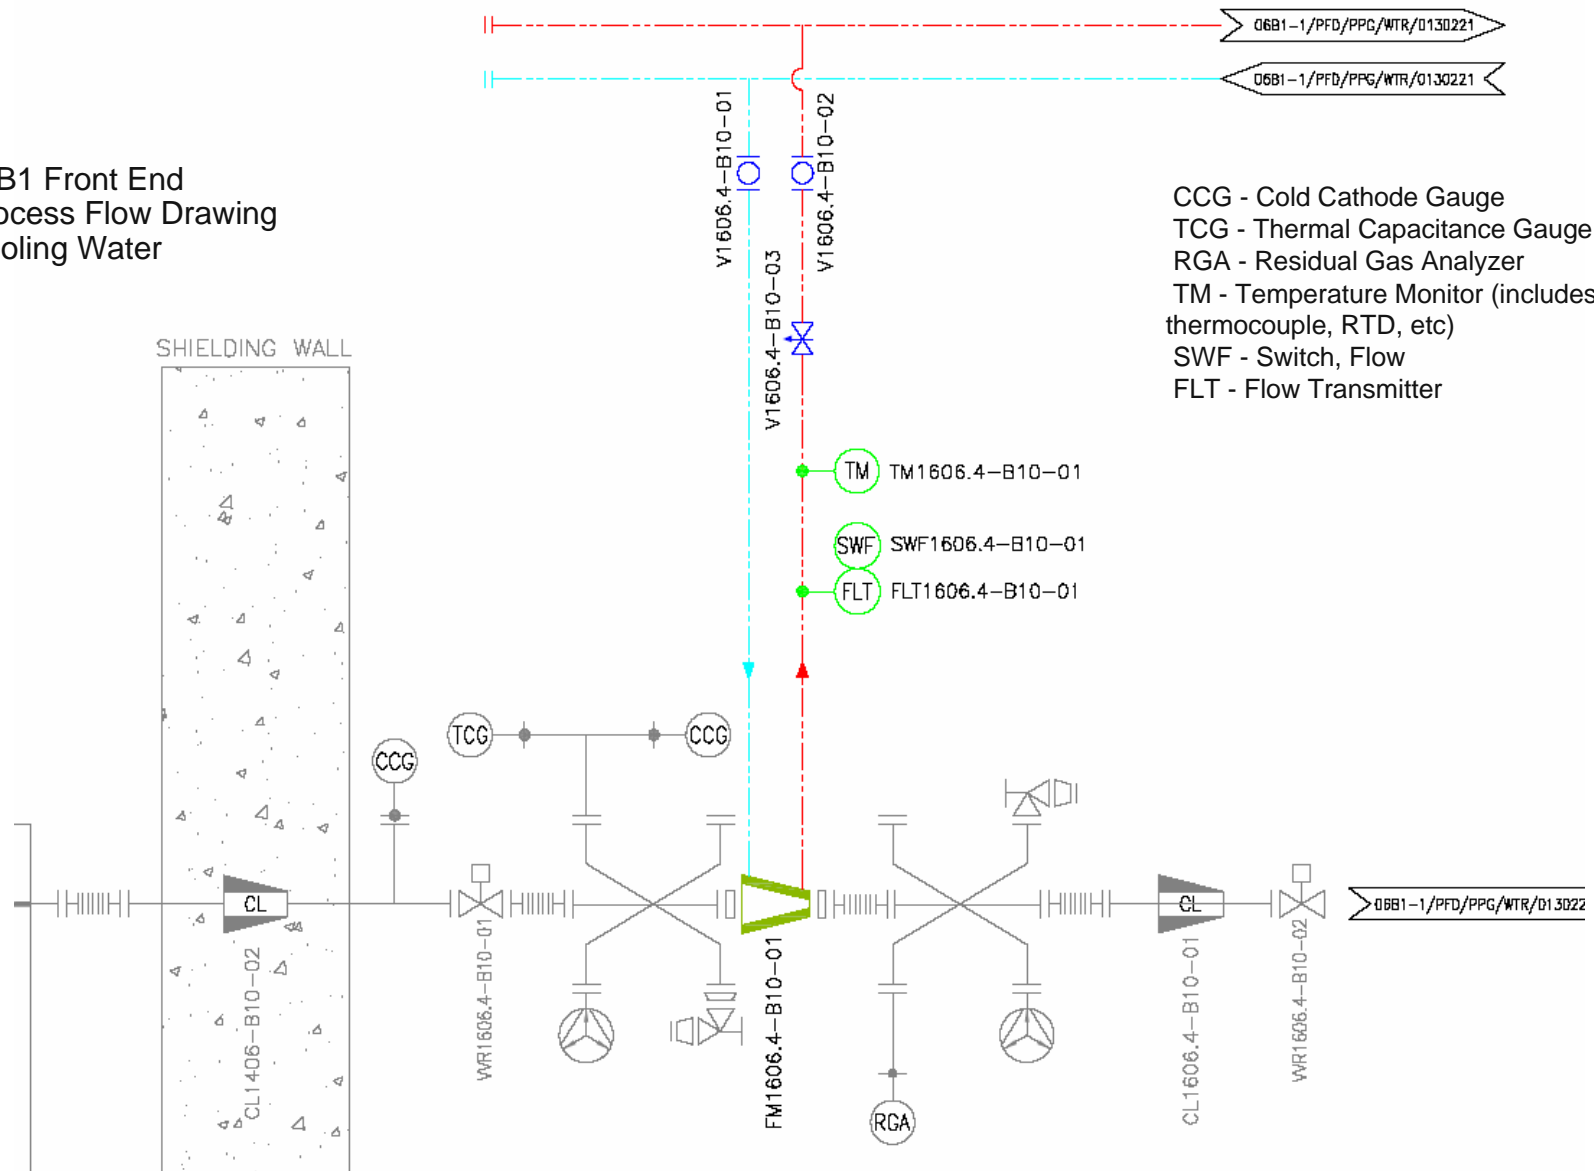 06B1-1/PFD/PPG/WTR/0130221
06B1-1/PFD/PPG/WTR/0130221
B1 Front End
ocess Flow Drawing
oling Water
V1606.4-B10-01
V1606.4-B10-02
V1606.4-B10-03
CCG - Cold Cathode Gauge
TCG - Thermal Capacitance Gauge
RGA - Residual Gas Analyzer
TM - Temperature Monitor (includes
thermocouple, RTD, etc)
SWF - Switch, Flow
FLT - Flow Transmitter
SHIELDING WALL
TM TM1606.4-B10-01
SWF SWF1606.4-B10-01
FLT FLT1606.4-B10-01
TCG
CCG
CCG
CL
CL
06B1-1/PFD/PPG/WTR/013022
CL1406-B10-02
VVR1606.4-B10-01
FM1606.4-B10-01
CL1606.4-B10-01
VVR1606.4-B10-02
RGA